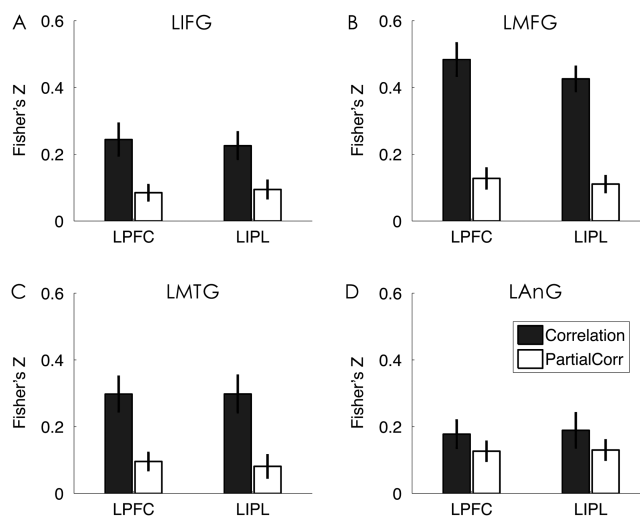 A LIFG
0.6
0.4
0.2
0
Fisher's Z
LPFC LIPL
B LMFG
0.6
0.4
0.2
0
Fisher's Z
LPFC LIPL
C LMTG
0.6
0.4
0.2
0
Fisher's Z
LPFC LIPL
D LAnG
0.6
0.4
0.2
0
Fisher's Z
Correlation
PartialCorr
LPFC LIPL